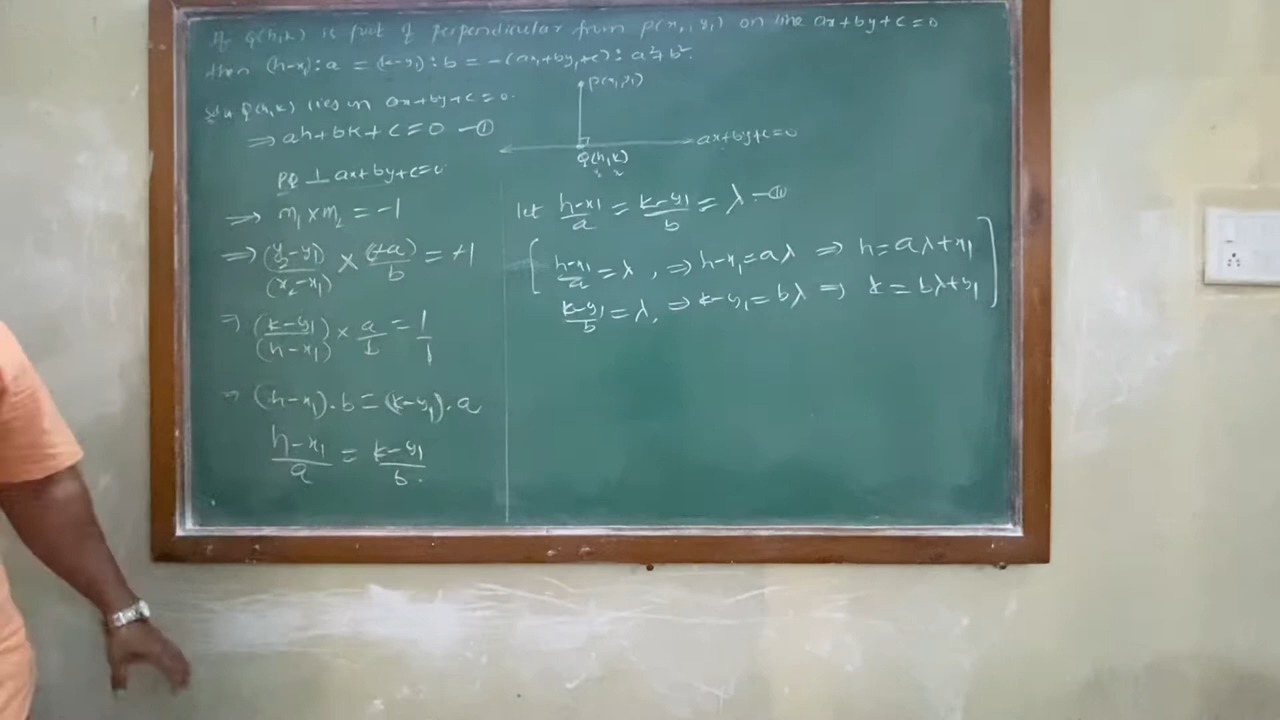 If Q(h,k) is foot of perpendicular from P(x₁, y₁) on line ax+by+c=0
then (h-x₁):a = (k-y₁):b = -(ax₁+by₁+c): a²+b².
Q(h,k) lies in ax+by+c=0.
⇒ ah+bk+c=0 —①
PQ ⊥ ax+by+c=0
⇒ m₁×m₂ = -1
⇒ (y₂-y₁)/(x₂-x₁) × (+a)/b = +1
⇒ (k-y₁)/(h-x₁) × a/b = 1/1
⇒ (h-x₁).b = (k-y₁).a
(h-x₁)/a = (k-y₁)/b.
P(x₁,y₁)
ax+by+c=0
Q(h,k)
let (h-x₁)/a = (k-y₁)/b = λ —⑪
[(h-x₁)/a = λ, ⇒ h-x₁=aλ ⇒ h=aλ+x₁
(k-y₁)/b = λ, ⇒ k-y₁=bλ ⇒ k=bλ+y₁]